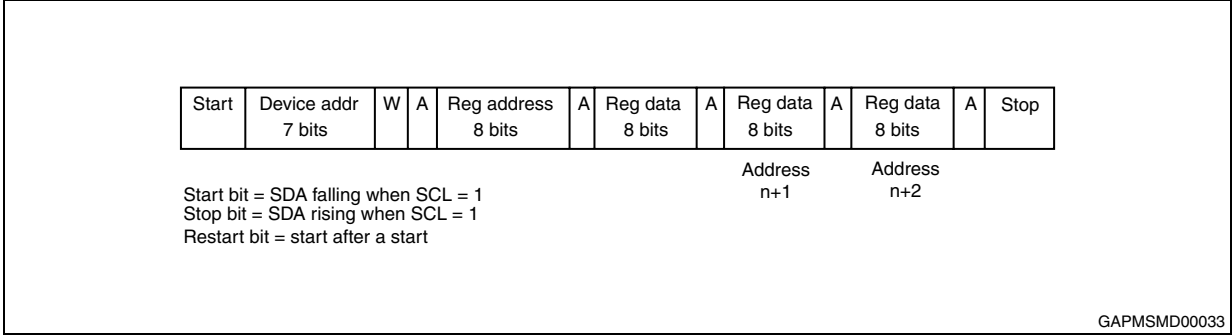 Start Device addr W A Reg address A Reg data A Reg data A Reg data A Stop
7 bits 8 bits 8 bits 8 bits 8 bits
Address Address
n+1 n+2
Start bit = SDA falling when SCL = 1
Stop bit = SDA rising when SCL = 1
Restart bit = start after a start
GAPMSMD00033